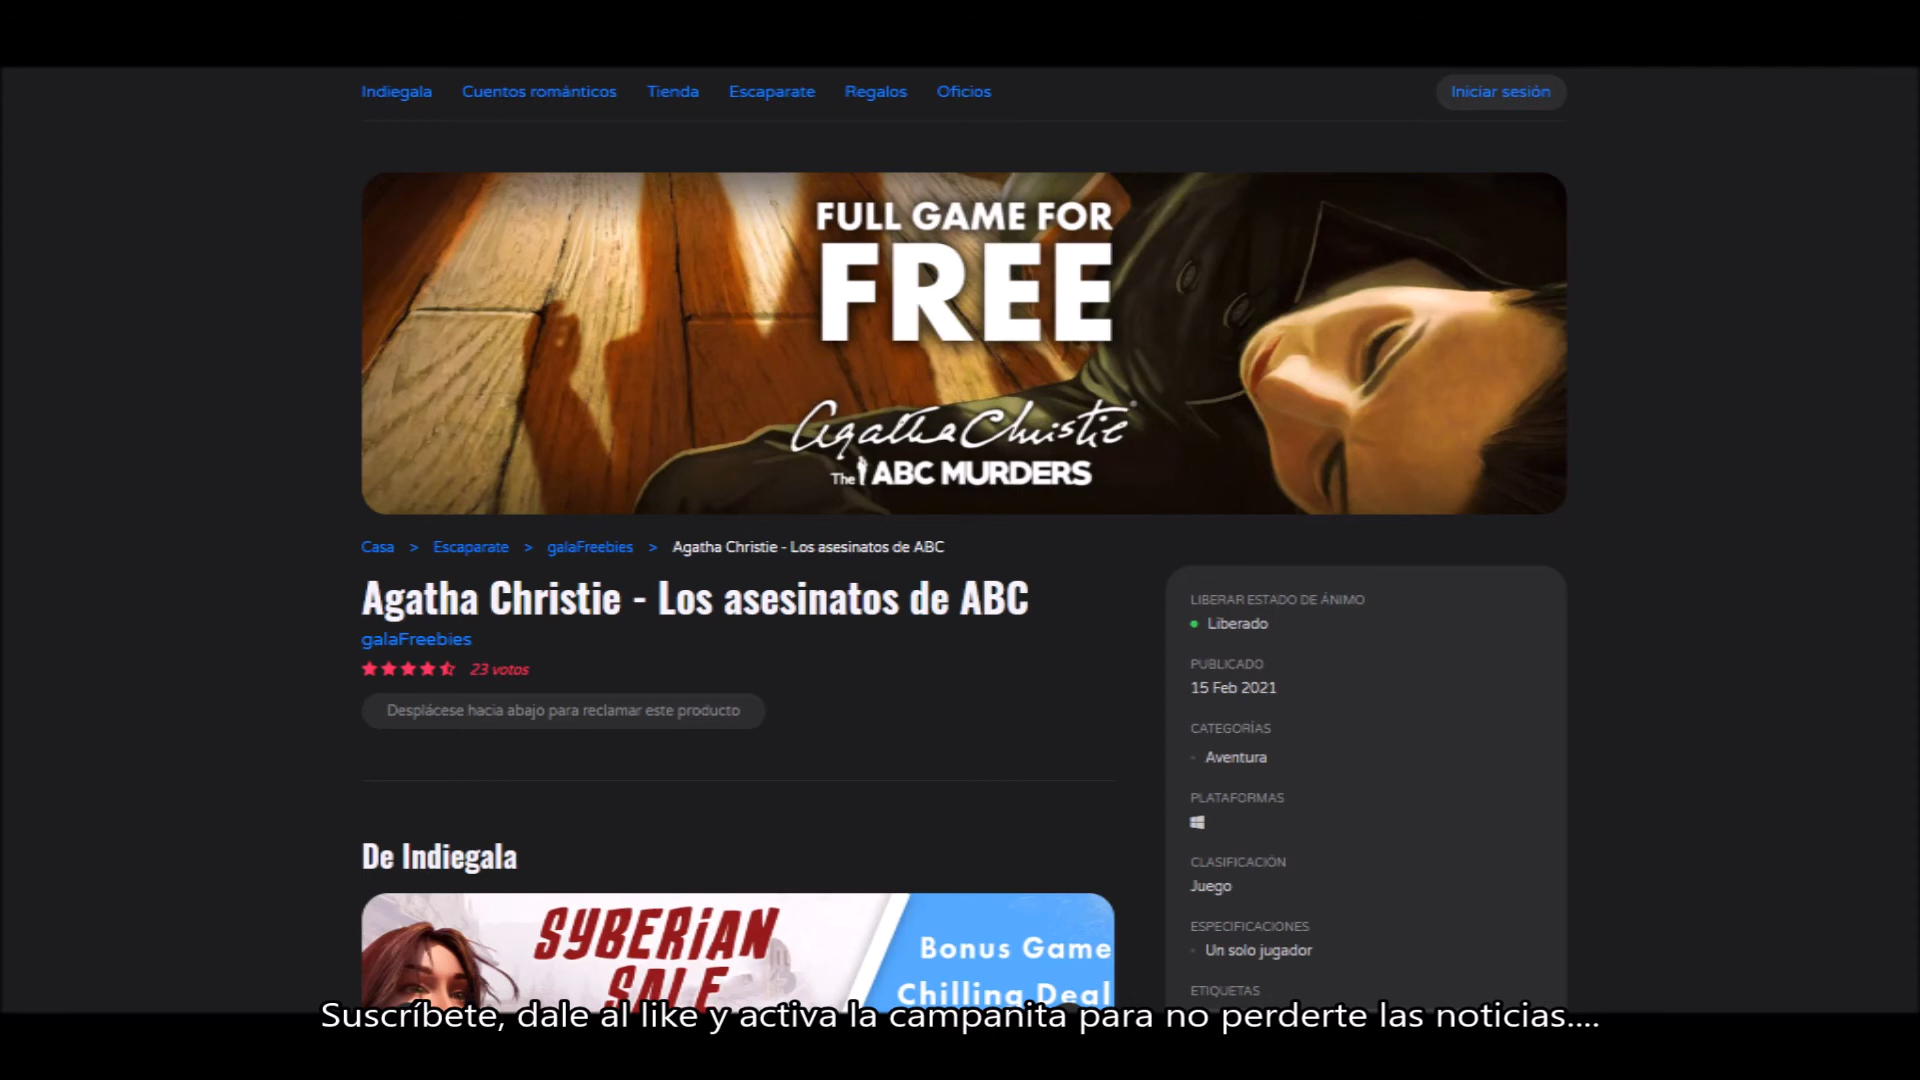 Indiegala Cuentos románticos Tienda Escaparate Regalos Oficios Iniciar sesión
FULL GAME FOR
FREE
Agatha Christie
The ABC MURDERS
Casa > Escaparate > galaFreebies > Agatha Christie - Los asesinatos de ABC
Agatha Christie - Los asesinatos de ABC
galaFreebies
23 votos
Desplácese hacia abajo para reclamar este producto
De Indiegala
SYBERIAN
SALE
Bonus Game
Chilling Deal
LIBERAR ESTADO DE ÁNIMO
Liberado
PUBLICADO
15 Feb 2021
CATEGORÍAS
Aventura
PLATAFORMAS
CLASIFICACIÓN
Juego
ESPECIFICACIONES
Un solo jugador
ETIQUETAS
Suscríbete, dale al like y activa la campanita para no perderte las noticias....